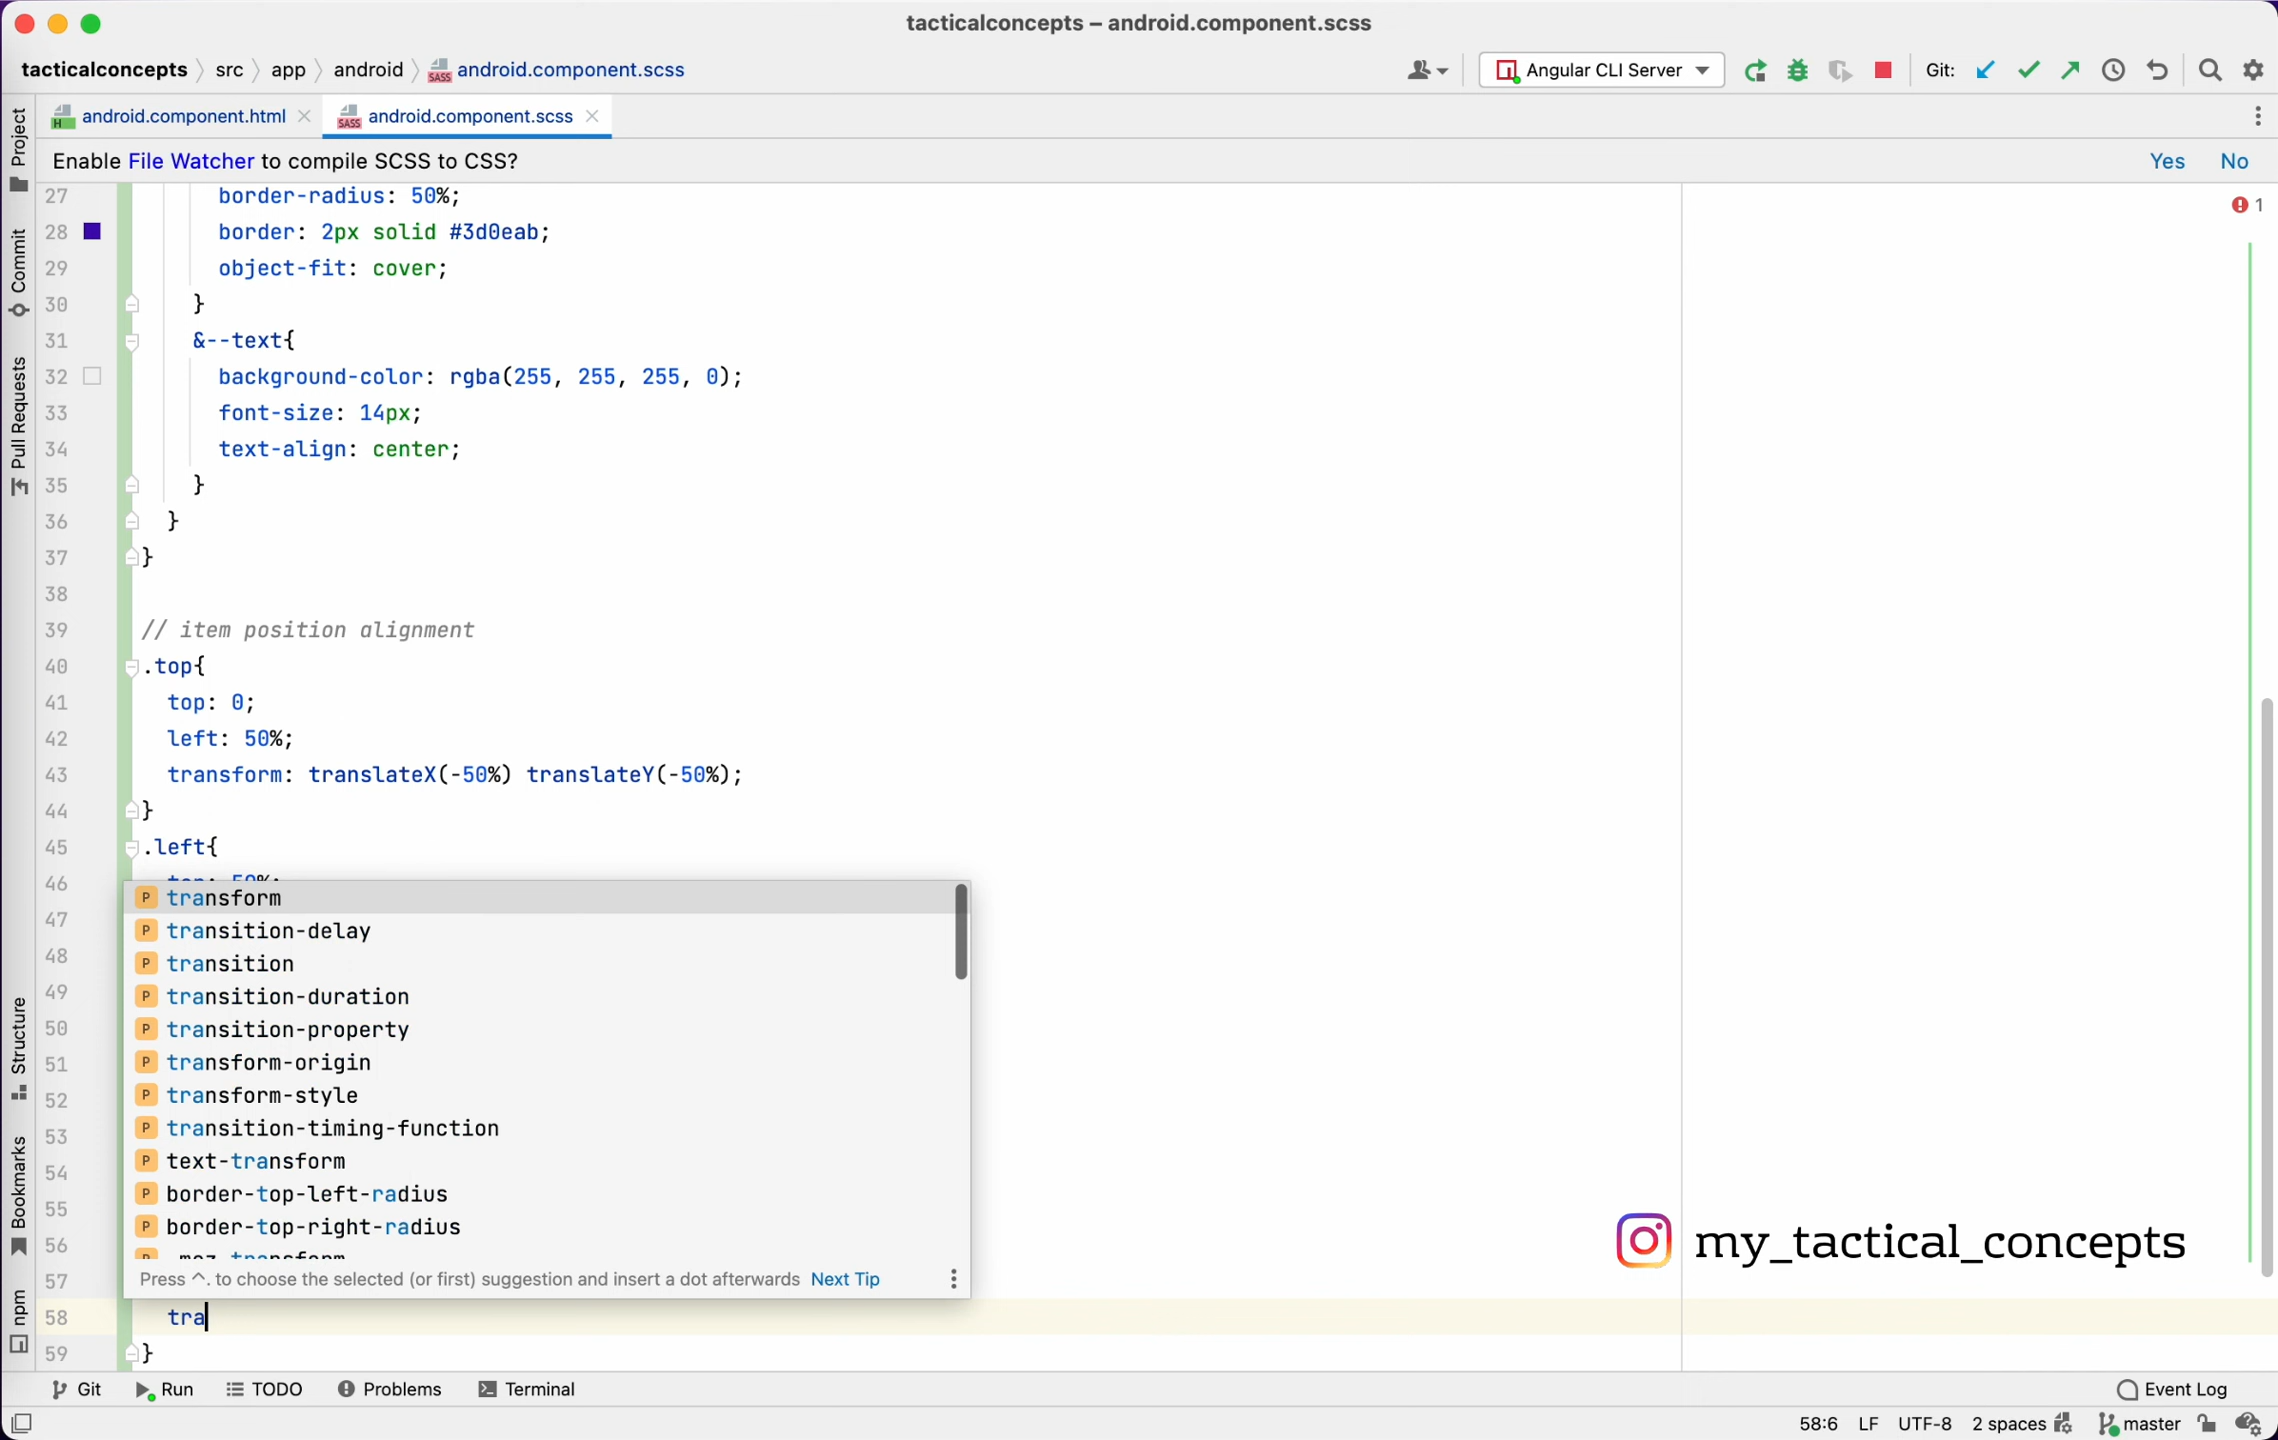 tacticalconcepts – android.component.scss
tacticalconcepts src app android SASS android.component.scss
Angular CLI Server Git:
H android.component.html SASS android.component.scss
Enable File Watcher to compile SCSS to CSS? Yes No
Project
Commit
Pull Requests
Structure
Bookmarks
npm
1
27 border-radius: 50%;
28 border: 2px solid #3d0eab;
29 object-fit: cover;
30 }
31 &--text{
32 background-color: rgba(255, 255, 255, 0);
33 font-size: 14px;
34 text-align: center;
35 }
36 }
37 }
38
39 // item position alignment
40 .top{
41 top: 0;
42 left: 50%;
43 transform: translateX(-50%) translateY(-50%);
44 }
45 .left{
46 top: 50%;
47
48
49
50
51
52
53
54
55
56
57
P transform
P transition-delay
P transition
P transition-duration
P transition-property
P transform-origin
P transform-style
P transition-timing-function
P text-transform
P border-top-left-radius
P border-top-right-radius
Press ^. to choose the selected (or first) suggestion and insert a dot afterwards Next Tip
58 tra
59 }
my_tactical_concepts
Git Run TODO Problems Terminal Event Log
58:6 LF UTF-8 2 spaces master